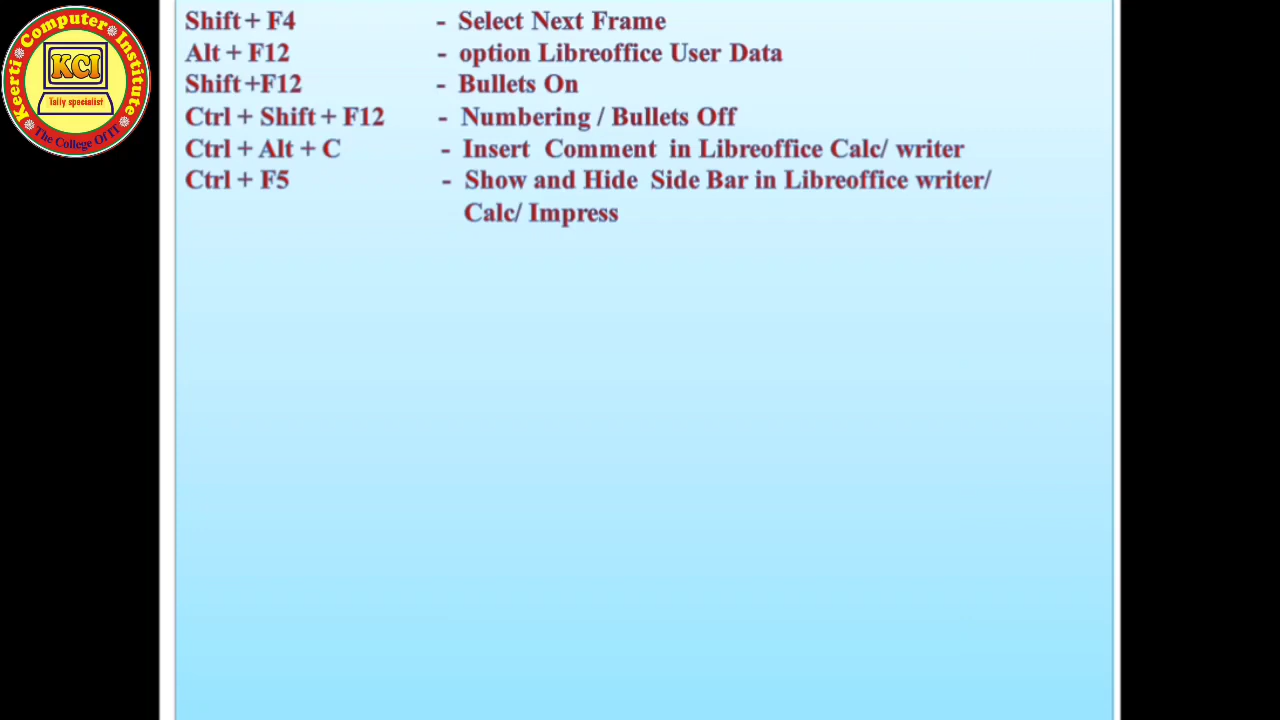 Keerti Computer Institute
KCI
Tally specialist
The College Of IT
Shift + F4 - Select Next Frame
Alt + F12 - option Libreoffice User Data
Shift +F12 - Bullets On
Ctrl + Shift + F12 - Numbering / Bullets Off
Ctrl + Alt + C - Insert Comment in Libreoffice Calc/ writer
Ctrl + F5 - Show and Hide Side Bar in Libreoffice writer/
Calc/ Impress